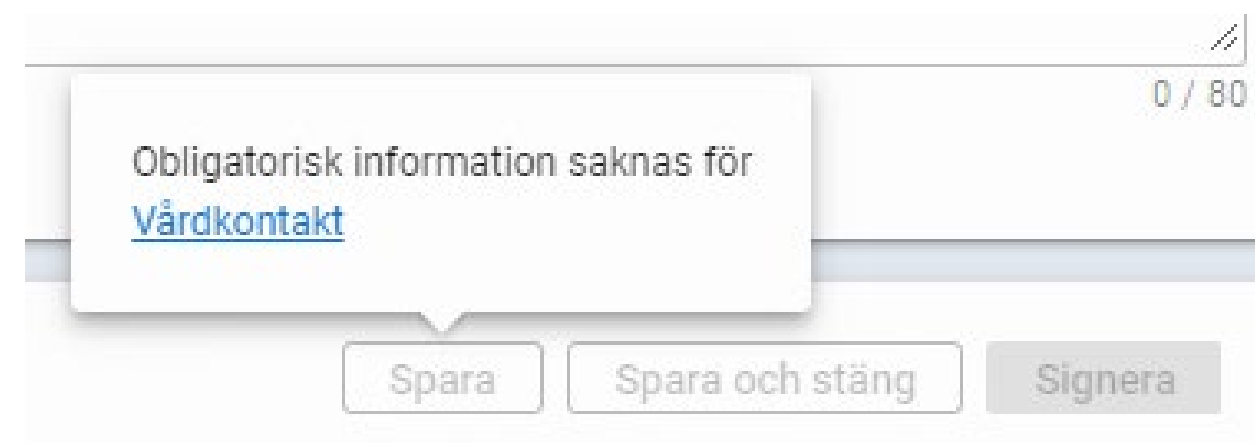 0 / 80
Obligatorisk information saknas för
Vårdkontakt
Spara
Spara och stäng
Signera